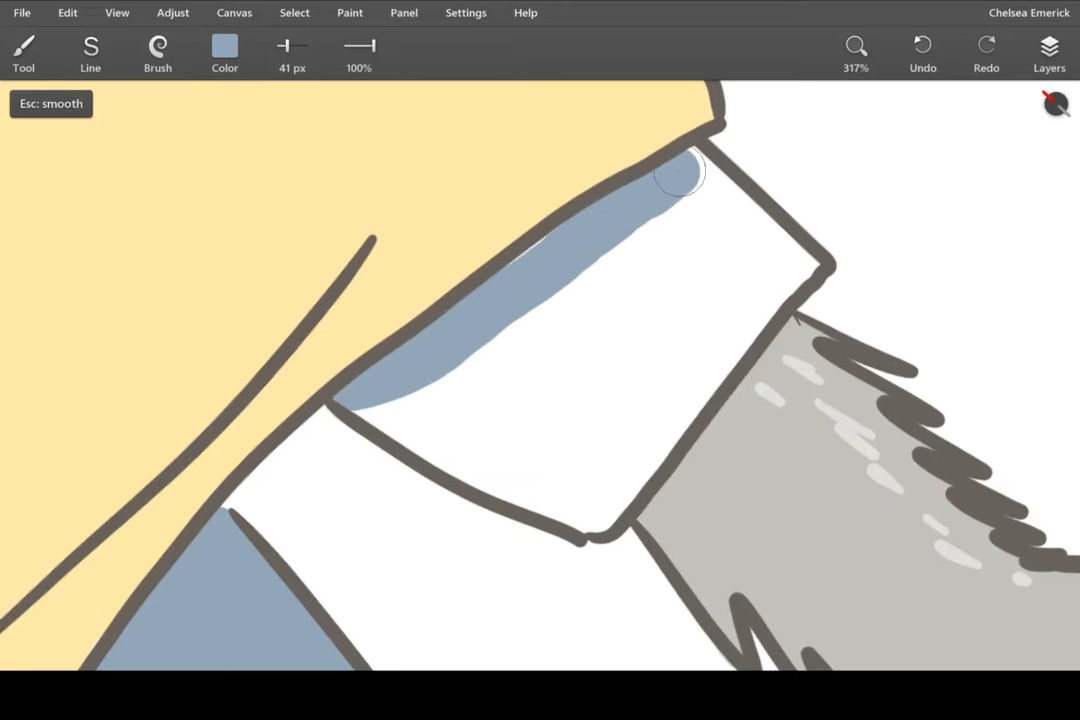 File Edit View Adjust Canvas Select Paint Panel Settings Help Chelsea Emerick
S
Tool Line Brush Color 41 px 100% 317% Undo Redo Layers
Esc: smooth